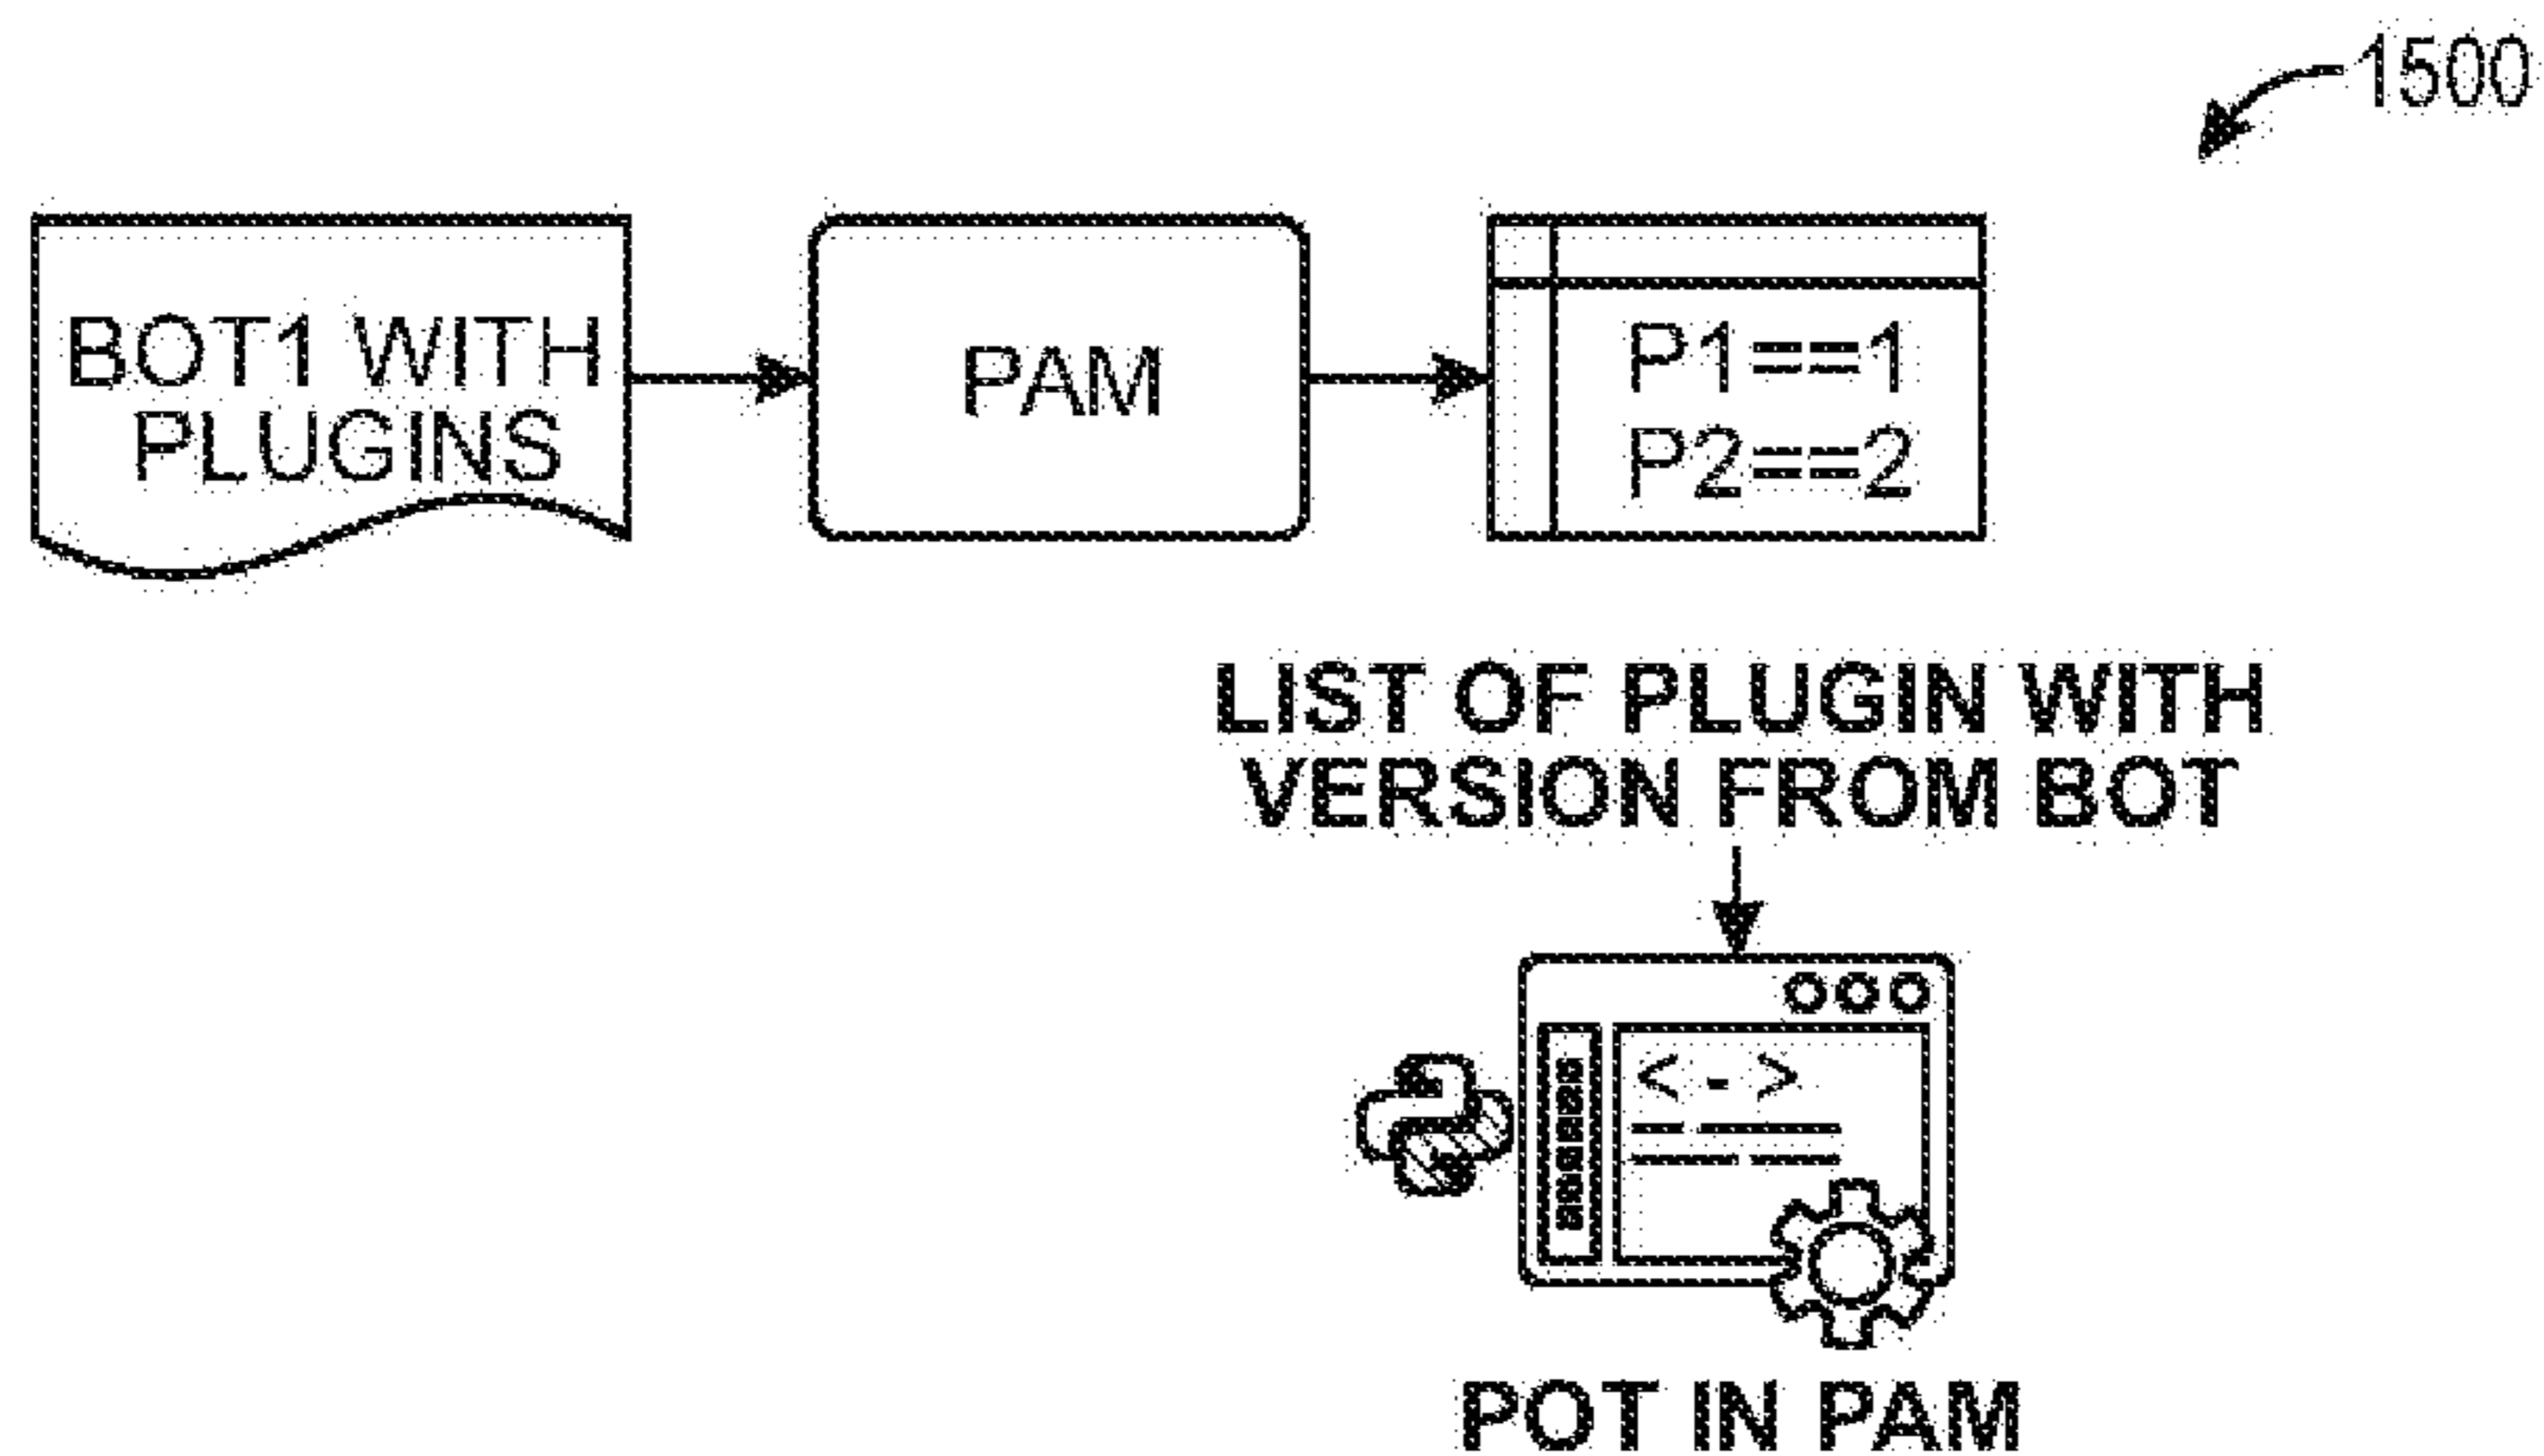 1500
BOT1 WITH
PLUGINS
PAM
P1==1
P2==2
LIST OF PLUGIN WITH
VERSION FROM BOT
< - >
POT IN PAM